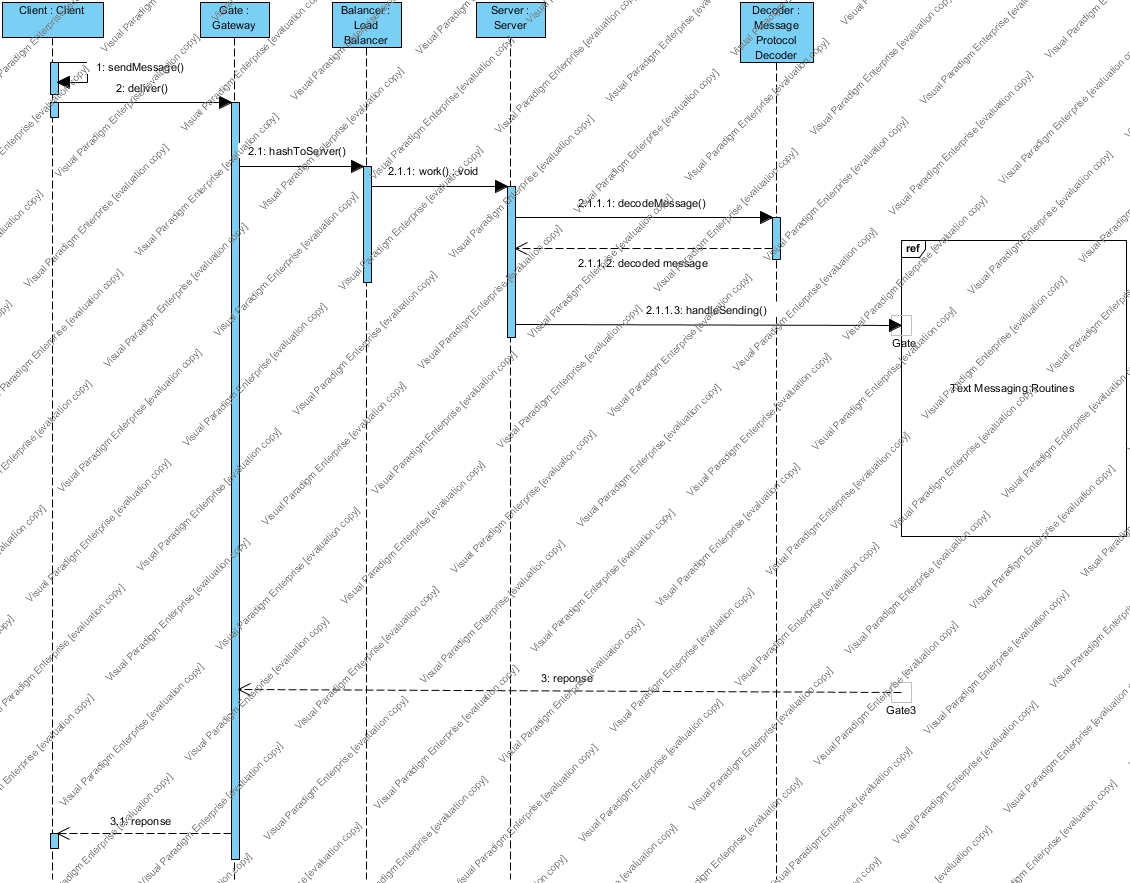 Client : Client
Gate :
Gateway
Balancer :
Load
Balancer
Server :
Server
Decoder :
Message
Protocol
Decoder
1: sendMessage()
2: deliver()
2.1: hashToServer()
2.1.1: work() : void
2.1.1.1: decodeMessage()
ref
2.1.1.2: decoded message
2.1.1.3: handleSending()
Gate
Text Messaging Routines
3: reponse
Gate3
3.1: reponse
Visual Paradigm Enterprise [evaluation copy]